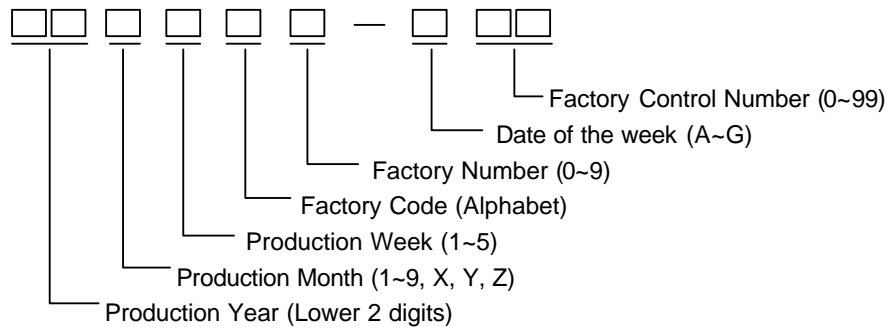 Factory Control Number (0~99)
Date of the week (A~G)
Factory Number (0~9)
Factory Code (Alphabet)
Production Week (1~5)
Production Month (1~9, X, Y, Z)
Production Year (Lower 2 digits)